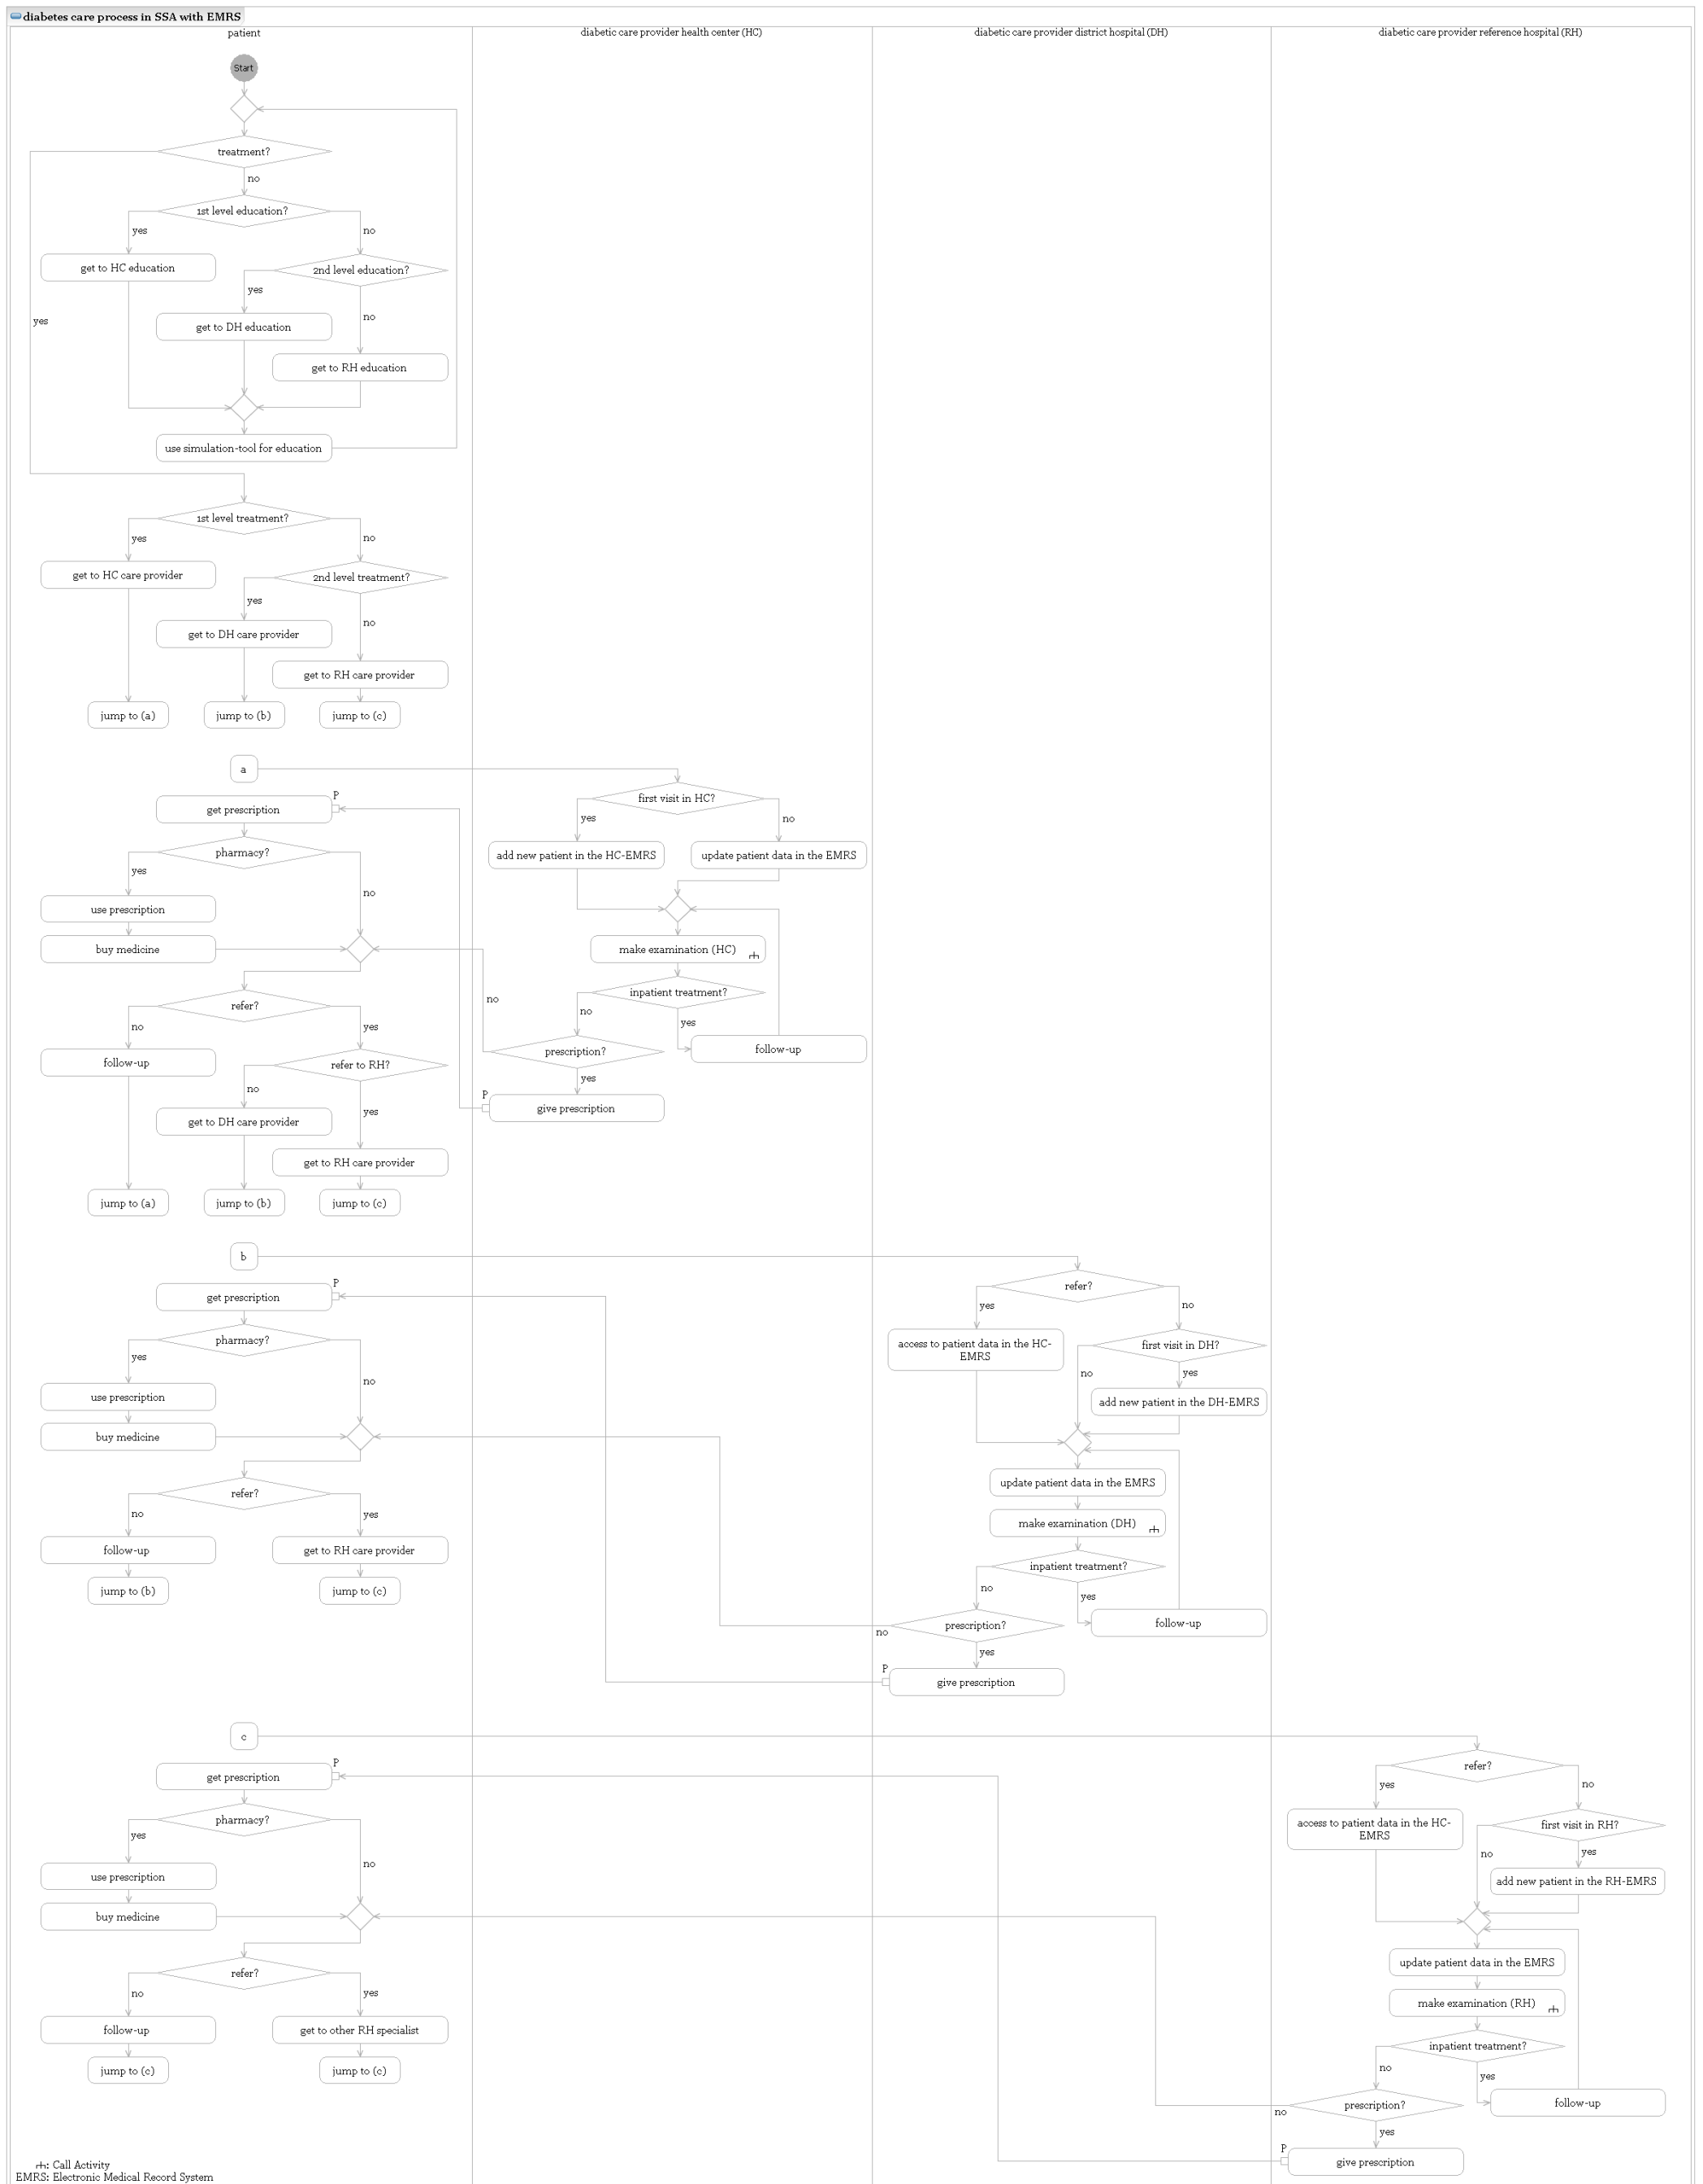 diabetes care process in SSA with EMRS
patient
diabetic care provider health center (HC)
diabetic care provider district hospital (DH)
diabetic care provider reference hospital (RH)
Start
treatment?
no
1st level education?
yes
no
get to HC education
2nd level education?
yes
no
yes
get to DH education
get to RH education
use simulation-tool for education
1st level treatment?
yes
no
get to HC care provider
2nd level treatment?
yes
no
get to DH care provider
get to RH care provider
jump to (a)
jump to (b)
jump to (c)
a
first visit in HC?
yes
no
add new patient in the HC-EMRS
update patient data in the EMRS
make examination (HC)
inpatient treatment?
no
yes
follow-up
prescription?
no
yes
P
give prescription
P
get prescription
pharmacy?
yes
no
use prescription
buy medicine
refer?
no
yes
follow-up
refer to RH?
no
yes
get to DH care provider
get to RH care provider
jump to (a)
jump to (b)
jump to (c)
b
refer?
yes
no
access to patient data in the HC-
EMRS
first visit in DH?
no
yes
add new patient in the DH-EMRS
update patient data in the EMRS
make examination (DH)
inpatient treatment?
no
yes
follow-up
prescription?
no
yes
P
give prescription
P
get prescription
pharmacy?
yes
no
use prescription
buy medicine
refer?
no
yes
follow-up
get to RH care provider
jump to (b)
jump to (c)
c
refer?
yes
no
access to patient data in the HC-
EMRS
first visit in RH?
no
yes
add new patient in the RH-EMRS
update patient data in the EMRS
make examination (RH)
inpatient treatment?
no
yes
follow-up
prescription?
no
yes
P
give prescription
P
get prescription
pharmacy?
yes
no
use prescription
buy medicine
refer?
no
yes
follow-up
get to other RH specialist
jump to (c)
jump to (c)
: Call Activity
EMRS: Electronic Medical Record System